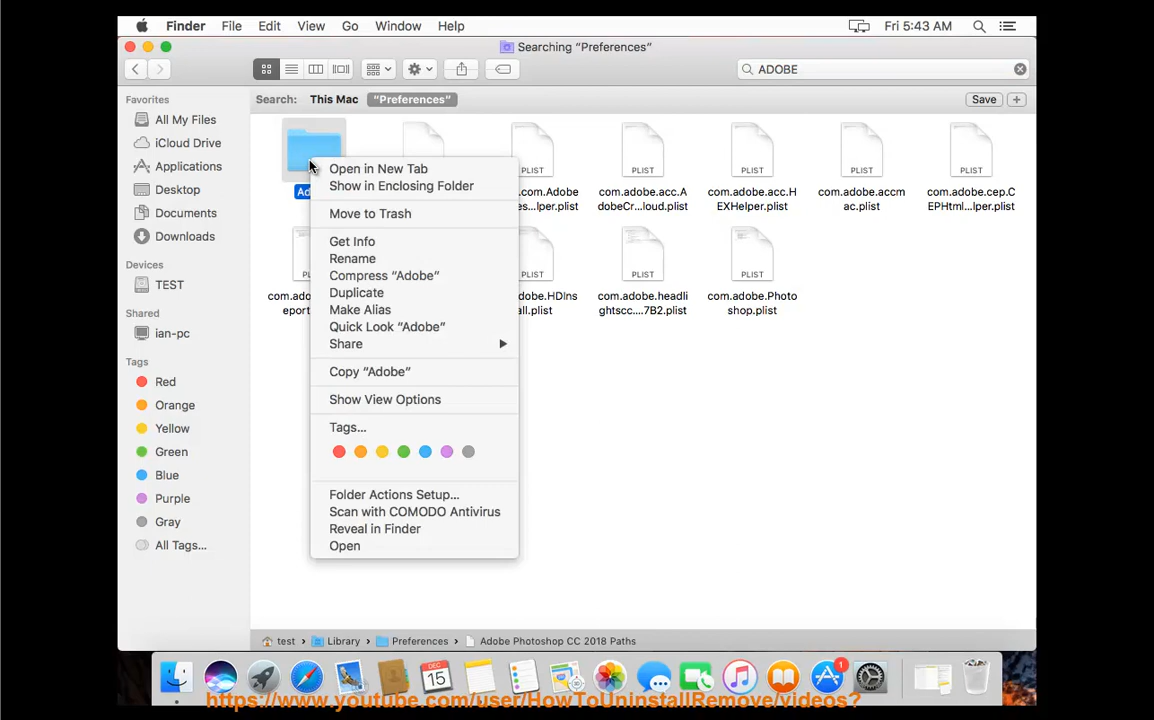 Finder File Edit View Go Window Help Fri 5:43 AM
Searching “Preferences”
ADOBE
Search: This Mac “Preferences” Save +
Favorites
All My Files
iCloud Drive
Applications
Desktop
Documents
Downloads
Devices
TEST
Shared
ian-pc
Tags
Red
Orange
Yellow
Green
Blue
Purple
Gray
All Tags...
PLIST PLIST PLIST PLIST PLIST
.com.Adobe com.adobe.acc.A com.adobe.acc.H com.adobe.accm com.adobe.cep.C
es...lper.plist dobeCr...loud.plist EXHelper.plist ac.plist EPHtml...lper.plist
PLIST PLIST PLIST
com.ado dobe.HDIns com.adobe.headli com.adobe.Photo
eport all.plist ghtscc....7B2.plist shop.plist
Open in New Tab
Show in Enclosing Folder
Move to Trash
Get Info
Rename
Compress “Adobe”
Duplicate
Make Alias
Quick Look “Adobe”
Share
Copy “Adobe”
Show View Options
Tags...
Folder Actions Setup...
Scan with COMODO Antivirus
Reveal in Finder
Open
test › Library › Preferences › Adobe Photoshop CC 2018 Paths
DEC
15
1
https://www.youtube.com/user/HowToUninstallRemove/videos?